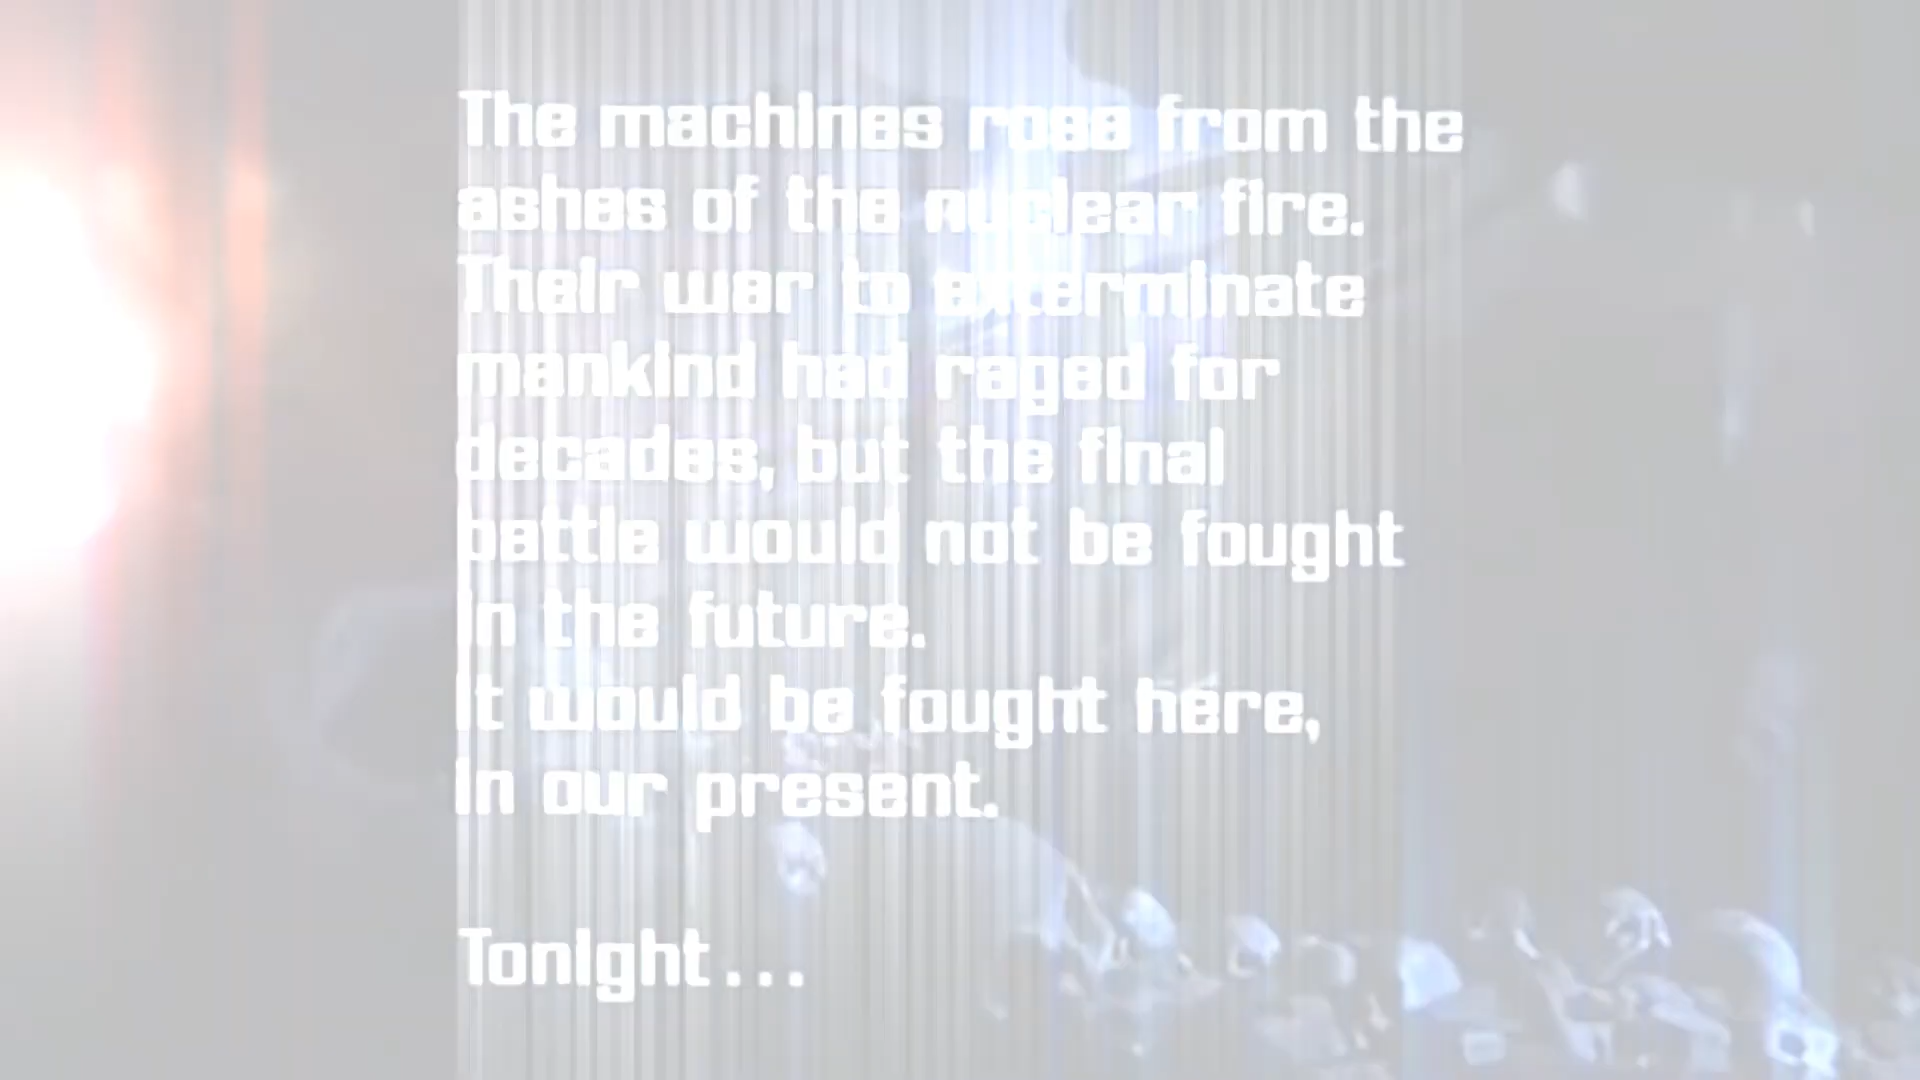 The machines rose from the
ashes of the nuclear fire.
Their war to exterminate
mankind had raged for
decades, but the final
battle would not be fought
in the future.
It would be fought here,
in our present.
Tonight...